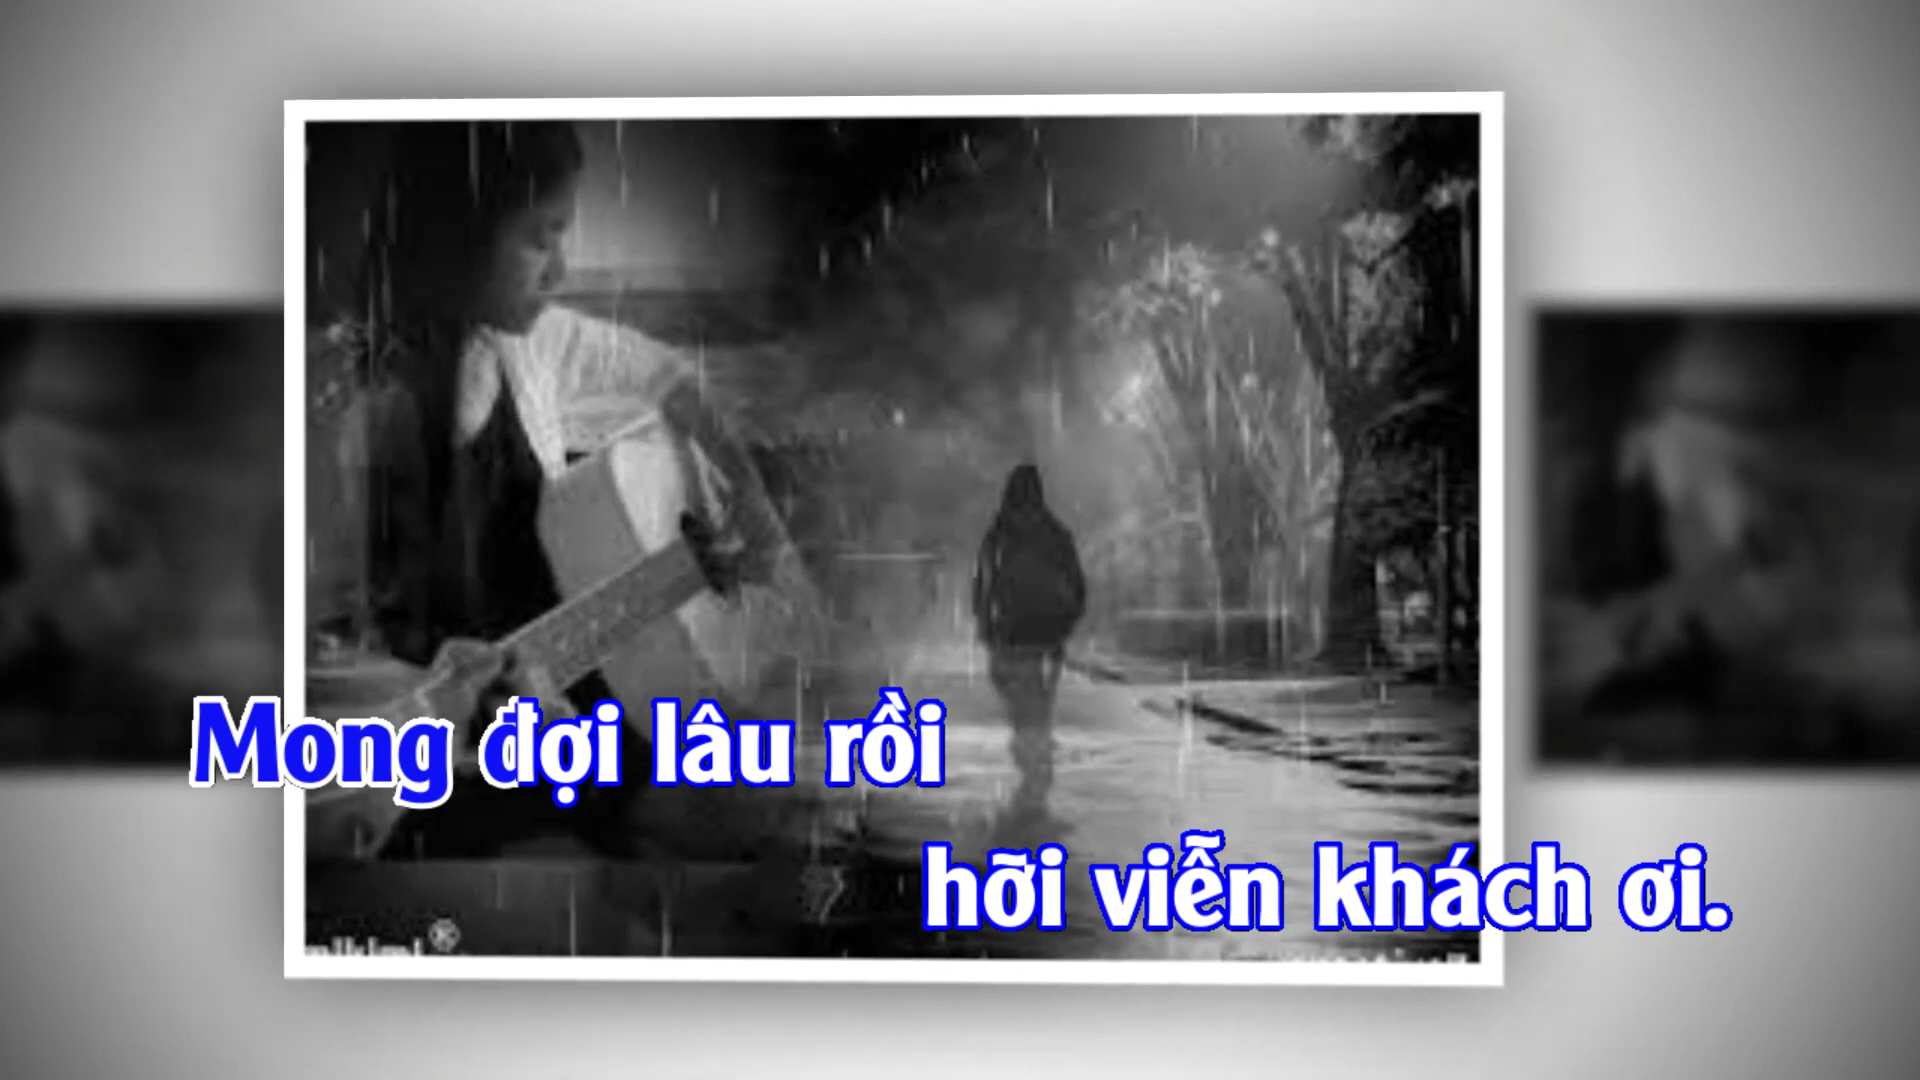 Mong đợi lâu rồi
hỡi viễn khách ơi.